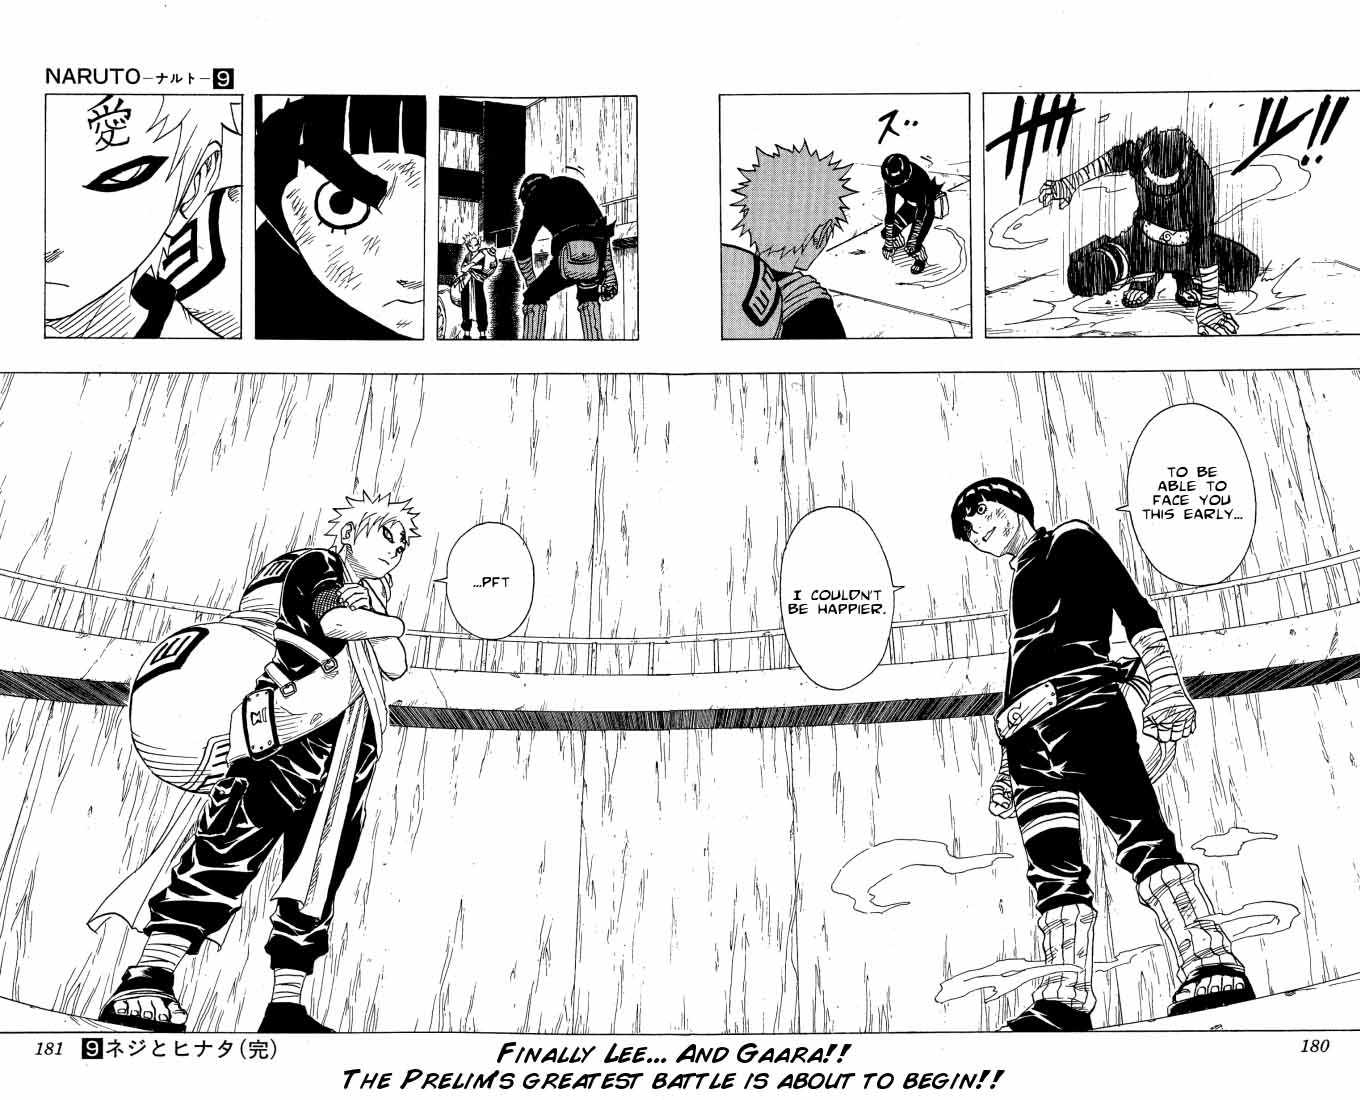 NARUTO—ナルト—9
ズ‥
愛
TO BE
ABLE TO
FACE YOU
THIS EARLY...
I COULDN'T
BE HAPPIER.
...PFT
180
181 9 ネジとヒナタ(完)
FINALLY LEE... AND GAARA!!
THE PRELIM'S GREATEST BATTLE IS ABOUT TO BEGIN!!